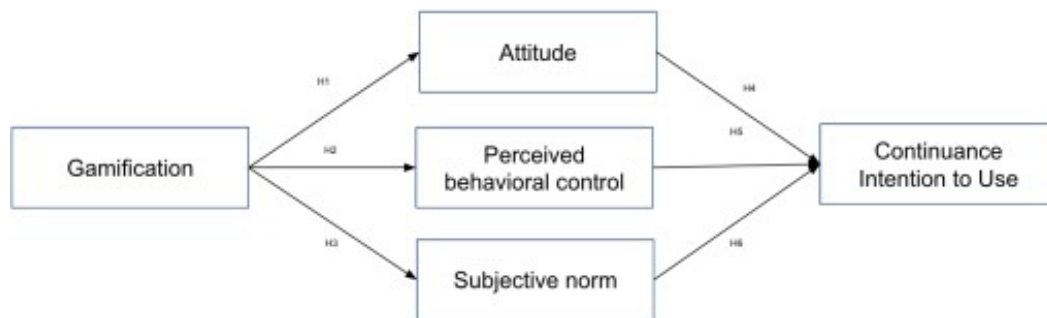 Attitude
H1
H4
Gamification
H2
Perceived
behavioral control
H5
Continuance
Intention to Use
H3
Subjective norm
H6